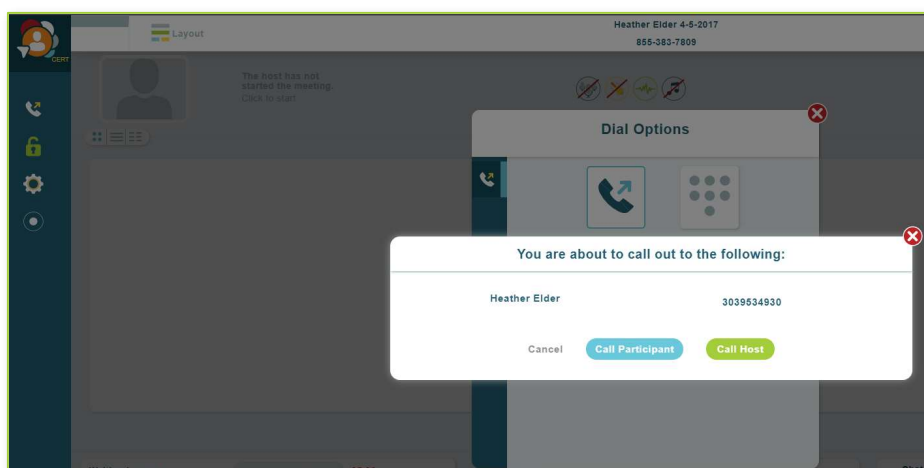 Heather Elder 4-5-2017
Layout
855-383-7809
CERT
The host has not
started the meeting.
Click to start
Dial Options
You are about to call out to the following:
Heather Elder 3039534930
Cancel Call Participant Call Host